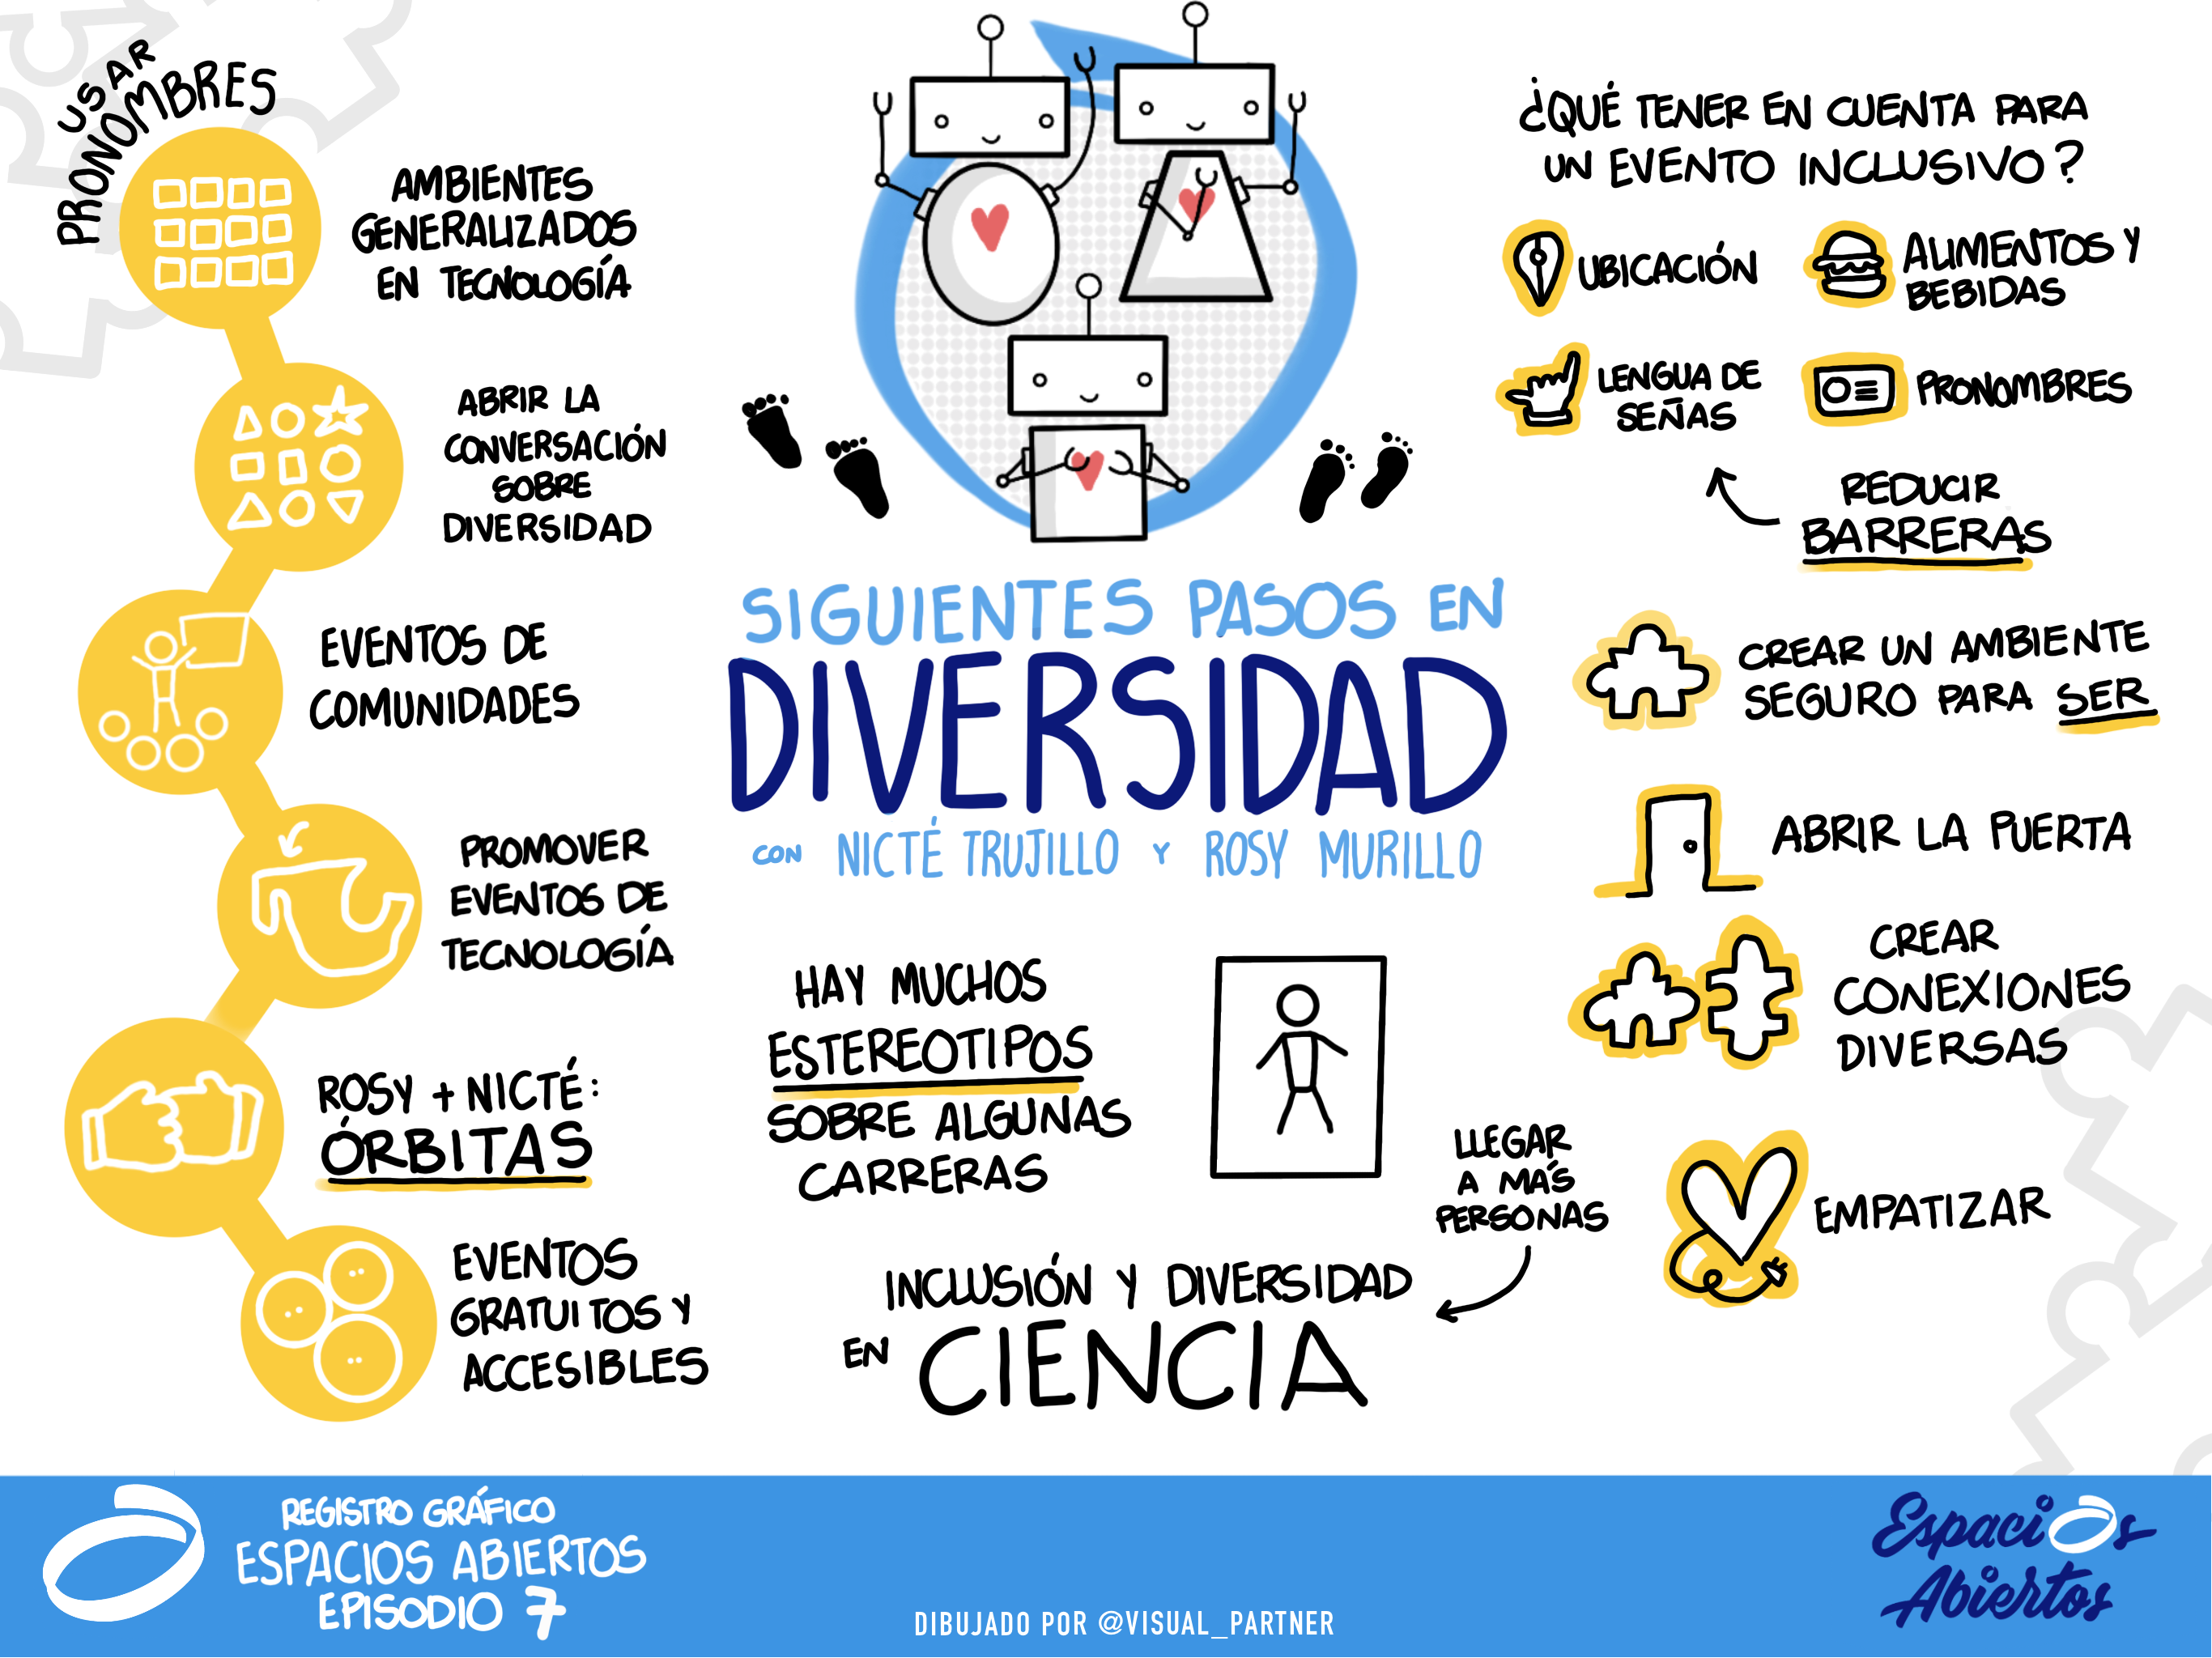 USAR
PRONOMBRES
AMBIENTES
GENERALIZADOS
EN TECNOLOGÍA
ABRIR LA
CONVERSACIÓN
SOBRE
DIVERSIDAD
EVENTOS DE
COMUNIDADES
PROMOVER
EVENTOS DE
TECNOLOGÍA
ROSY + NICTÉ:
ÓRBITAS
EVENTOS
GRATUITOS Y
ACCESIBLES
SIGUIENTES PASOS EN
DIVERSIDAD
CON NICTÉ TRUJILLO Y ROSY MURILLO
HAY MUCHOS
ESTEREOTIPOS
SOBRE ALGUNAS
CARRERAS
LLEGAR
A MÁS
PERSONAS
INCLUSIÓN Y DIVERSIDAD
EN CIENCIA
¿QUÉ TENER EN CUENTA PARA
UN EVENTO INCLUSIVO?
UBICACIÓN
ALIMENTOS Y
BEBIDAS
LENGUA DE
SEÑAS
PRONOMBRES
REDUCIR
BARRERAS
CREAR UN AMBIENTE
SEGURO PARA SER
ABRIR LA PUERTA
CREAR
CONEXIONES
DIVERSAS
EMPATIZAR
REGISTRO GRÁFICO
ESPACIOS ABIERTOS
EPISODIO 7
DIBUJADO POR @VISUAL_PARTNER
Espacios
Abiertos